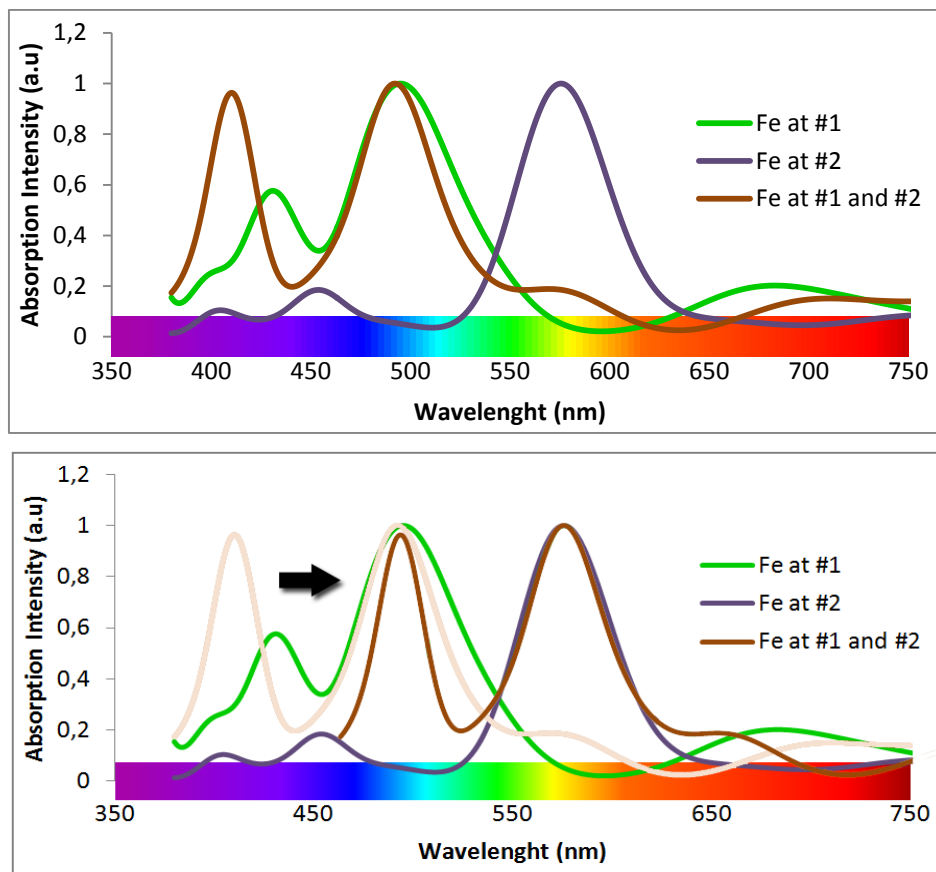 1,2
1
0,8
0,6
0,4
0,2
0
Absorption Intensity (a.u)
Fe at #1
Fe at #2
Fe at #1 and #2
350 400 450 500 550 600 650 700 750
Wavelenght (nm)
1,2
1
0,8
0,6
0,4
0,2
0
Absorption Intensity (a.u)
Fe at #1
Fe at #2
Fe at #1 and #2
350 450 550 650 750
Wavelenght (nm)